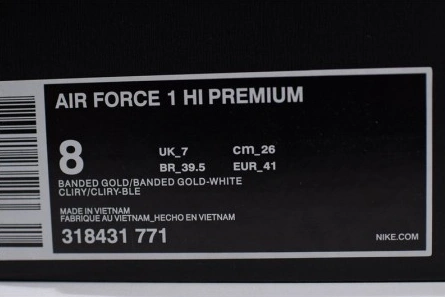 AIR FORCE 1 HI PREMIUM
8 UK_7 cm_26
BR_39.5 EUR_41
BANDED GOLD/BANDED GOLD-WHITE
CLIRY/CLIRY-BLE
MADE IN VIETNAM
FABRIQUE AU VIETNAM_HECHO EN VIETNAM
318431 771 NIKE.COM